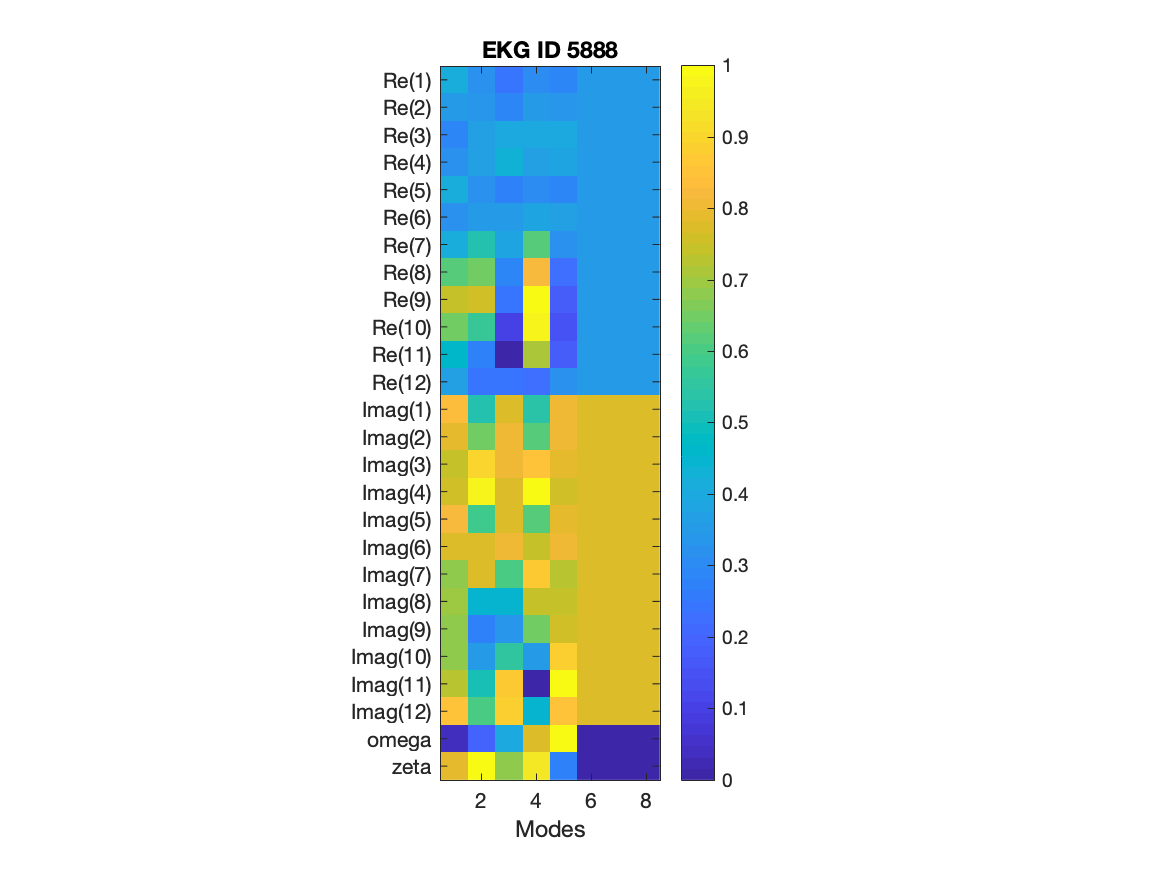 EKG ID 5888
Re(1)
Re(2)
Re(3)
Re(4)
Re(5)
Re(6)
Re(7)
Re(8)
Re(9)
Re(10)
Re(11)
Re(12)
Imag(1)
Imag(2)
Imag(3)
Imag(4)
Imag(5)
Imag(6)
Imag(7)
Imag(8)
Imag(9)
Imag(10)
Imag(11)
Imag(12)
omega
zeta
2 4 6 8
Modes
1
0.9
0.8
0.7
0.6
0.5
0.4
0.3
0.2
0.1
0